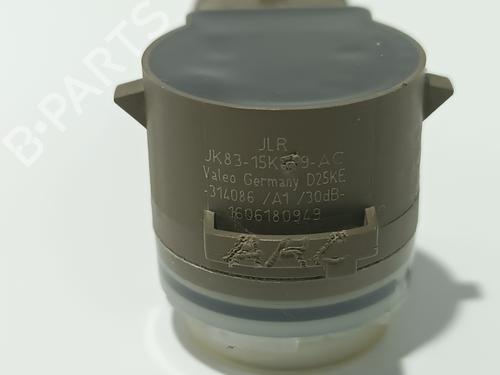 B-PARTS
JLR
Valeo Germany D25KE
-314086 /A1 /30dB-
1606180949